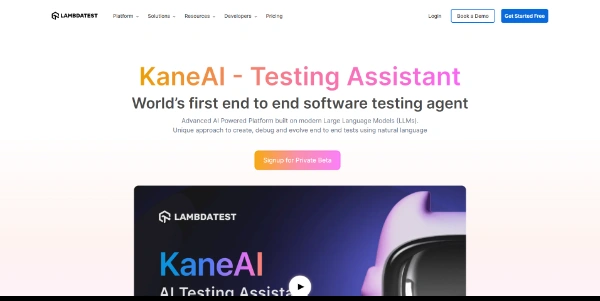 LAMBDATEST Platform Solutions Resources Developers Pricing Login Book a Demo Get Started Free
KaneAI - Testing Assistant
World's first end to end software testing agent
Advanced AI Powered Platform built on modern Large Language Models (LLMs).
Unique approach to create, debug and evolve end to end tests using natural language
Signup for Private Beta
LAMBDATEST
KaneAI
AI Testing Assista